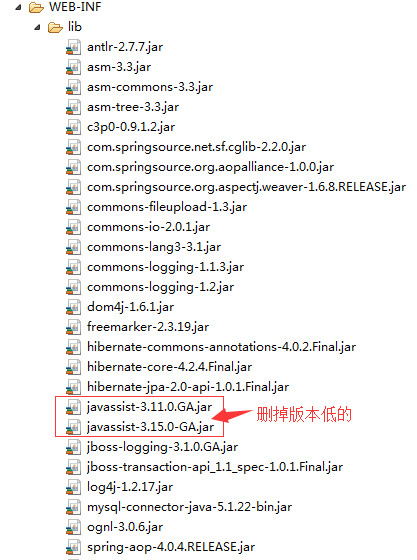 WEB-INF
lib
antlr-2.7.7.jar
asm-3.3.jar
asm-commons-3.3.jar
asm-tree-3.3.jar
c3p0-0.9.1.2.jar
com.springsource.net.sf.cglib-2.2.0.jar
com.springsource.org.aopalliance-1.0.0.jar
com.springsource.org.aspectj.weaver-1.6.8.RELEASE.jar
commons-fileupload-1.3.jar
commons-io-2.0.1.jar
commons-lang3-3.1.jar
commons-logging-1.1.3.jar
commons-logging-1.2.jar
dom4j-1.6.1.jar
freemarker-2.3.19.jar
hibernate-commons-annotations-4.0.2.Final.jar
hibernate-core-4.2.4.Final.jar
hibernate-jpa-2.0-api-1.0.1.Final.jar
javassist-3.11.0.GA.jar
删掉版本低的
javassist-3.15.0-GA.jar
jboss-logging-3.1.0.GA.jar
jboss-transaction-api_1.1_spec-1.0.1.Final.jar
log4j-1.2.17.jar
mysql-connector-java-5.1.22-bin.jar
ognl-3.0.6.jar
spring-aop-4.0.4.RELEASE.jar